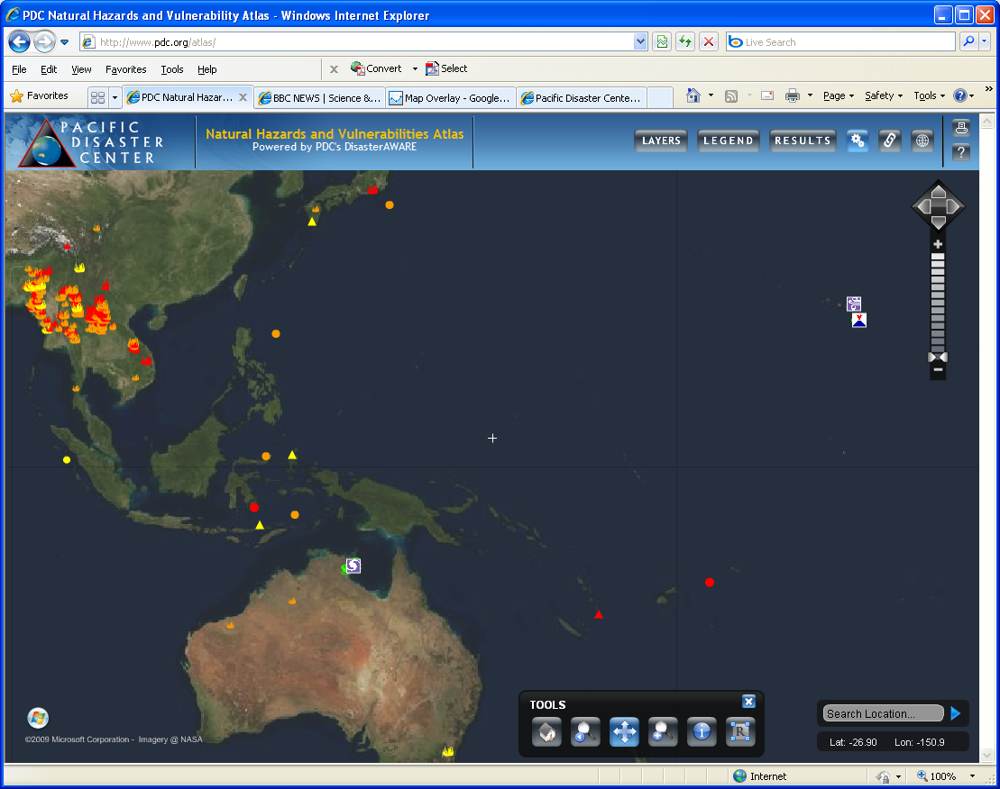 PDC Natural Hazards and Vulnerability Atlas - Windows Internet Explorer
http://www.pdc.org/atlas/
Live Search
File Edit View Favorites Tools Help
Convert Select
Favorites
PDC Natural Hazar...
BBC NEWS | Science &...
Map Overlay - Google...
Pacific Disaster Cente...
Page Safety Tools
PACIFIC
DISASTER
CENTER
Natural Hazards and Vulnerabilities Atlas
Powered by PDC's DisasterAWARE
LAYERS
LEGEND
RESULTS
?
TOOLS
R
Search Location...
Lat: -26.90 Lon: -150.9
©2009 Microsoft Corporation - Imagery @ NASA
Internet
100%